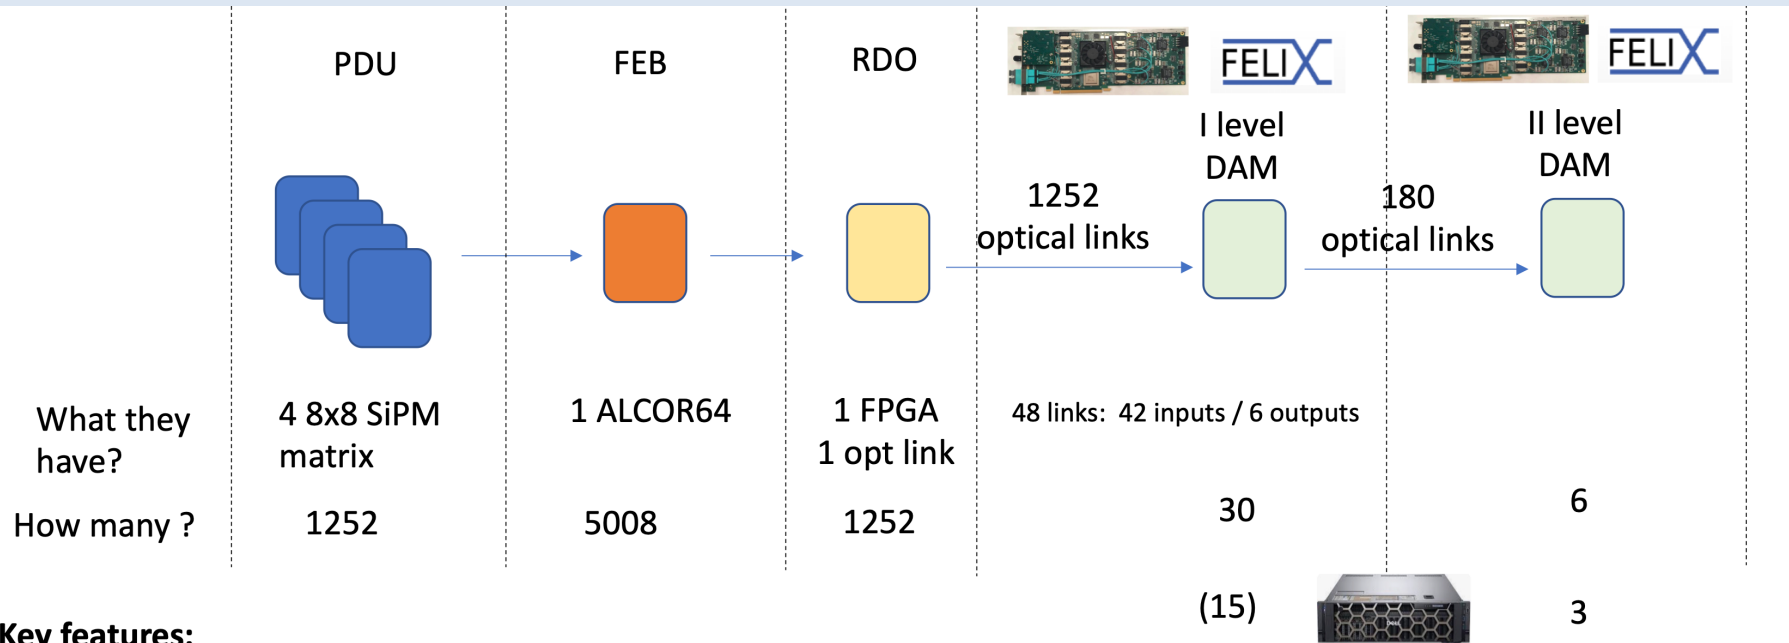 PDU
FEB
RDO
FELIX
FELIX
I level
DAM
II level
DAM
1252
optical links
180
optical links
What they
have?
4 8x8 SiPM
matrix
1 ALCOR64
1 FPGA
1 opt link
48 links: 42 inputs / 6 outputs
How many ?
1252
5008
1252
30
6
(15)
3
Key features: